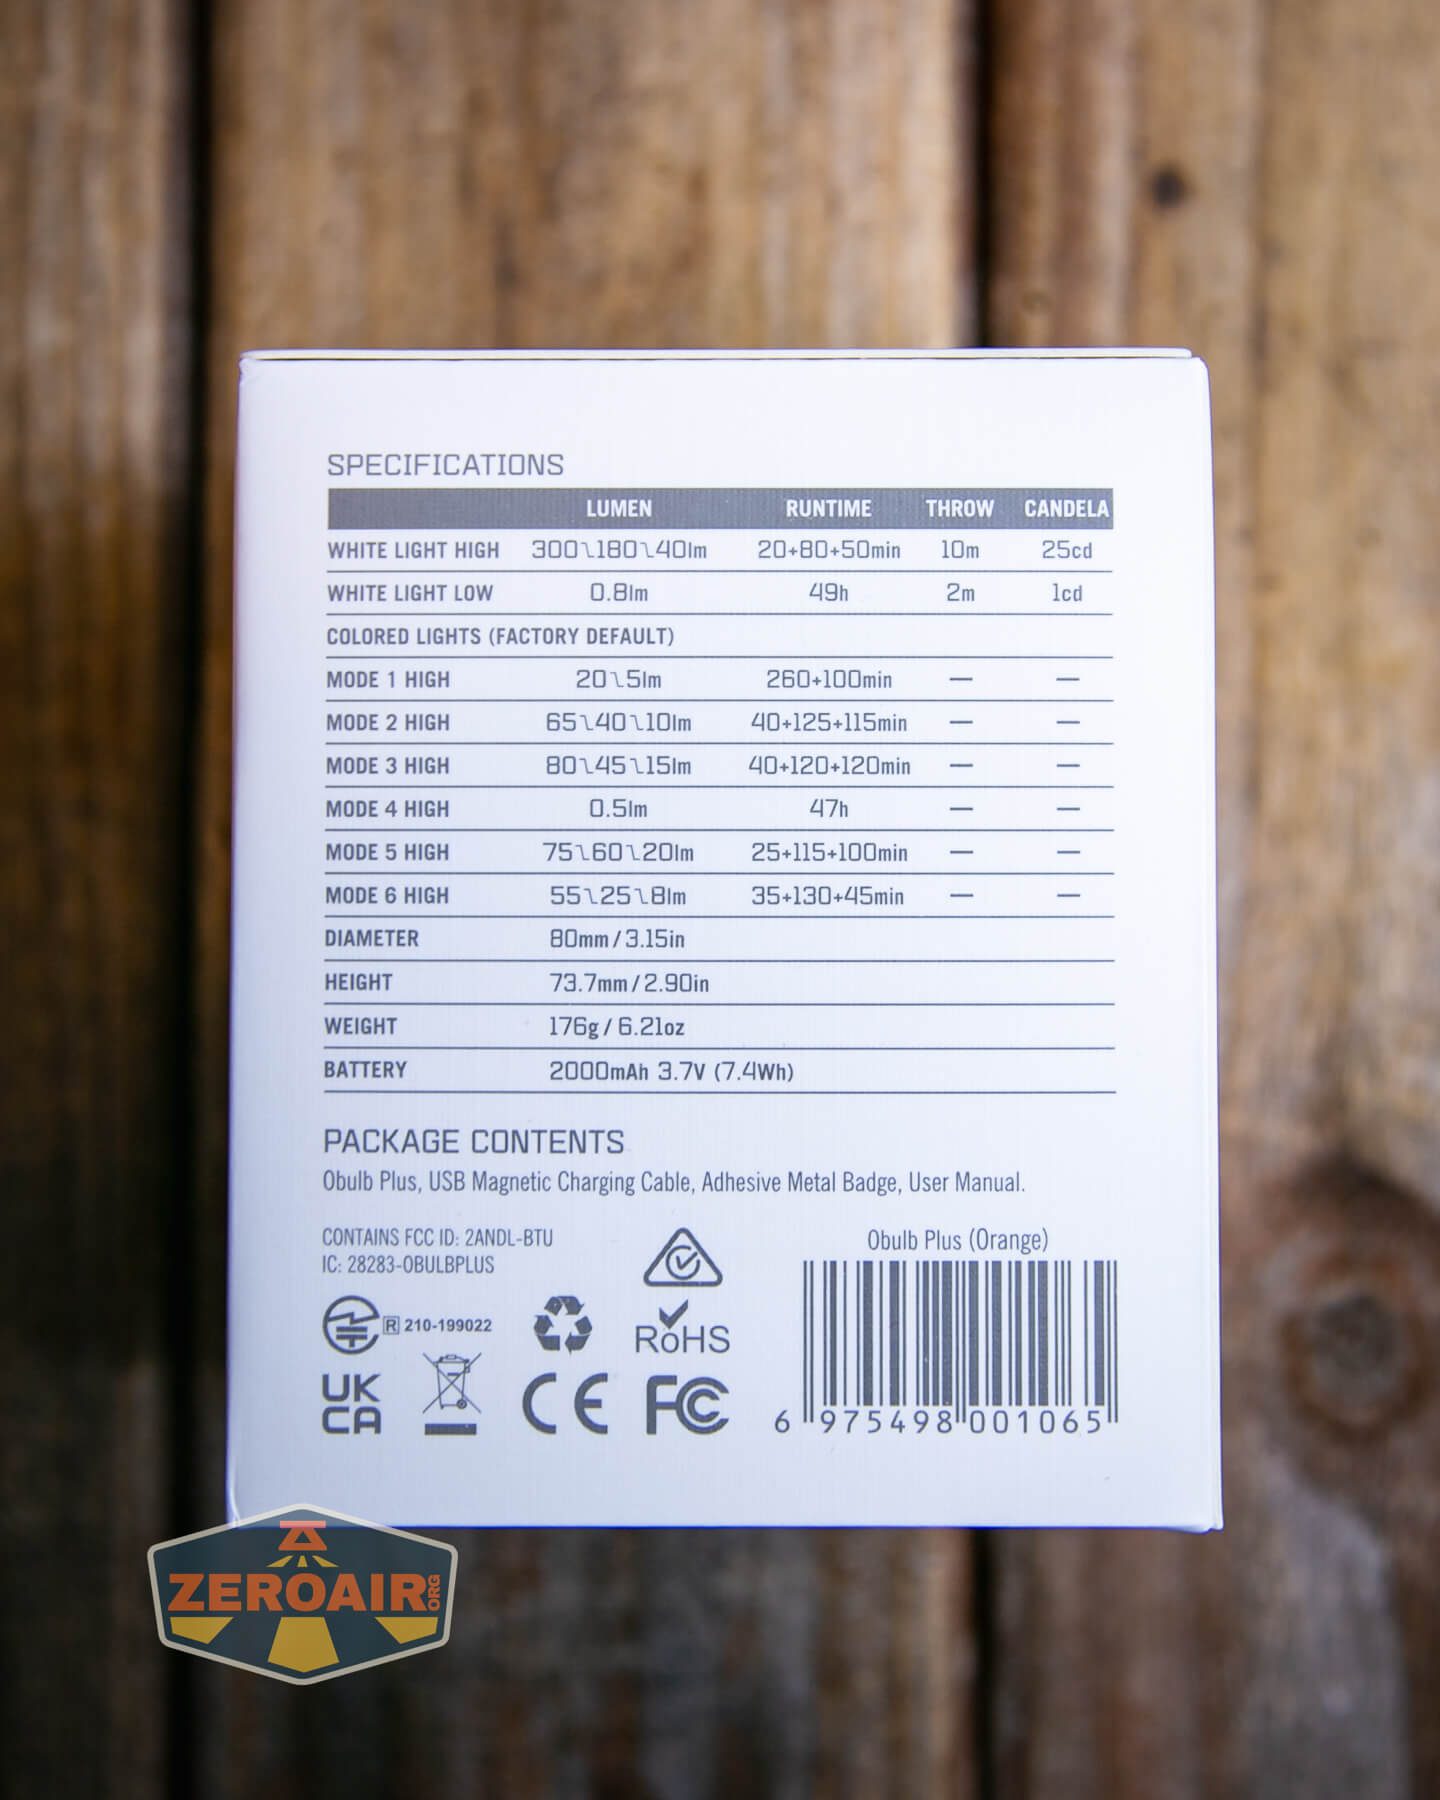 SPECIFICATIONS
LUMEN RUNTIME THROW CANDELA
WHITE LIGHT HIGH 300\180\40lm 20+80+50min 10m 25cd
WHITE LIGHT LOW 0.8lm 49h 2m 1cd
COLORED LIGHTS (FACTORY DEFAULT)
MODE 1 HIGH 20\5lm 260+100min — —
MODE 2 HIGH 65\40\10lm 40+125+115min — —
MODE 3 HIGH 80\45\15lm 40+120+120min — —
MODE 4 HIGH 0.5lm 47h — —
MODE 5 HIGH 75\60\20lm 25+115+100min — —
MODE 6 HIGH 55\25\8lm 35+130+45min — —
DIAMETER 80mm / 3.15in
HEIGHT 73.7mm / 2.90in
WEIGHT 176g / 6.21oz
BATTERY 2000mAh 3.7V (7.4Wh)
PACKAGE CONTENTS
Obulb Plus, USB Magnetic Charging Cable, Adhesive Metal Badge, User Manual.
CONTAINS FCC ID: 2ANDL-BTU
IC: 28283-OBULBPLUS
R 210-199022
RoHS
UK
CA
CE
FC
Obulb Plus (Orange)
6 975498 001065
ZEROAIR.ORG